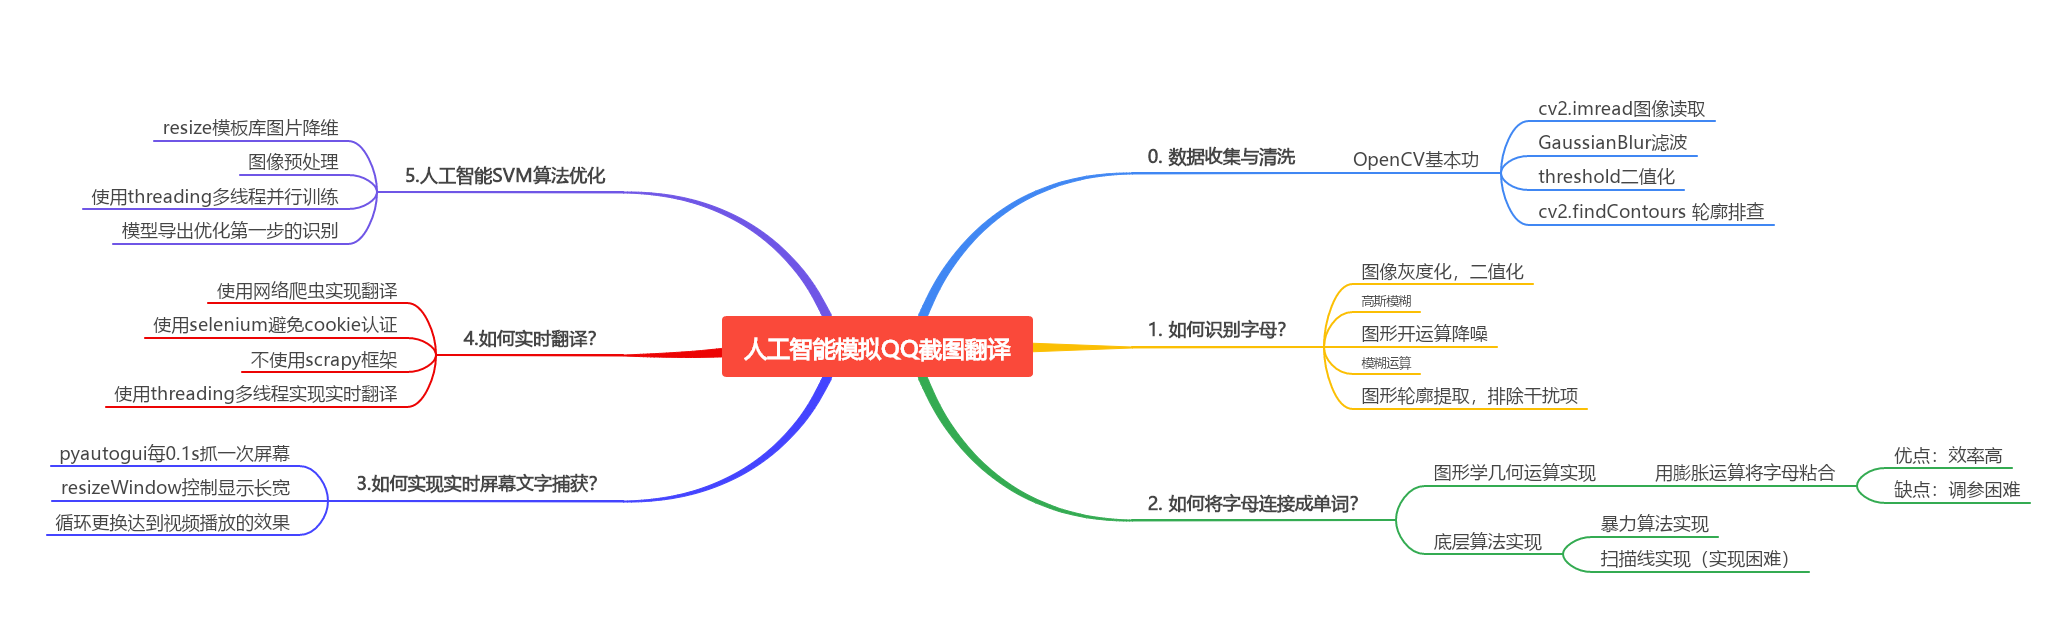 人工智能模拟QQ截图翻译
0. 数据收集与清洗
OpenCV基本功
cv2.imread图像读取
GaussianBlur滤波
threshold二值化
cv2.findContours 轮廓排查
1. 如何识别字母?
图像灰度化，二值化
高斯模糊
图形开运算降噪
模糊运算
图形轮廓提取，排除干扰项
2. 如何将字母连接成单词?
图形学几何运算实现
用膨胀运算将字母粘合
优点：效率高
缺点：调参困难
底层算法实现
暴力算法实现
扫描线实现（实现困难）
3.如何实现实时屏幕文字捕获?
pyautogui每0.1s抓一次屏幕
resizeWindow控制显示长宽
循环更换达到视频播放的效果
4.如何实时翻译?
使用网络爬虫实现翻译
使用selenium避免cookie认证
不使用scrapy框架
使用threading多线程实现实时翻译
5.人工智能SVM算法优化
resize模板库图片降维
图像预处理
使用threading多线程并行训练
模型导出优化第一步的识别